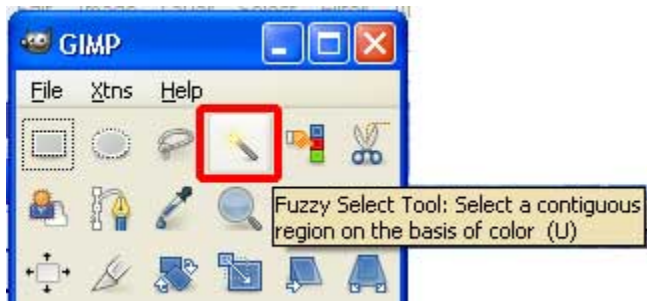 GIMP
File Xtns Help
Fuzzy Select Tool: Select a contiguous
region on the basis of color (U)